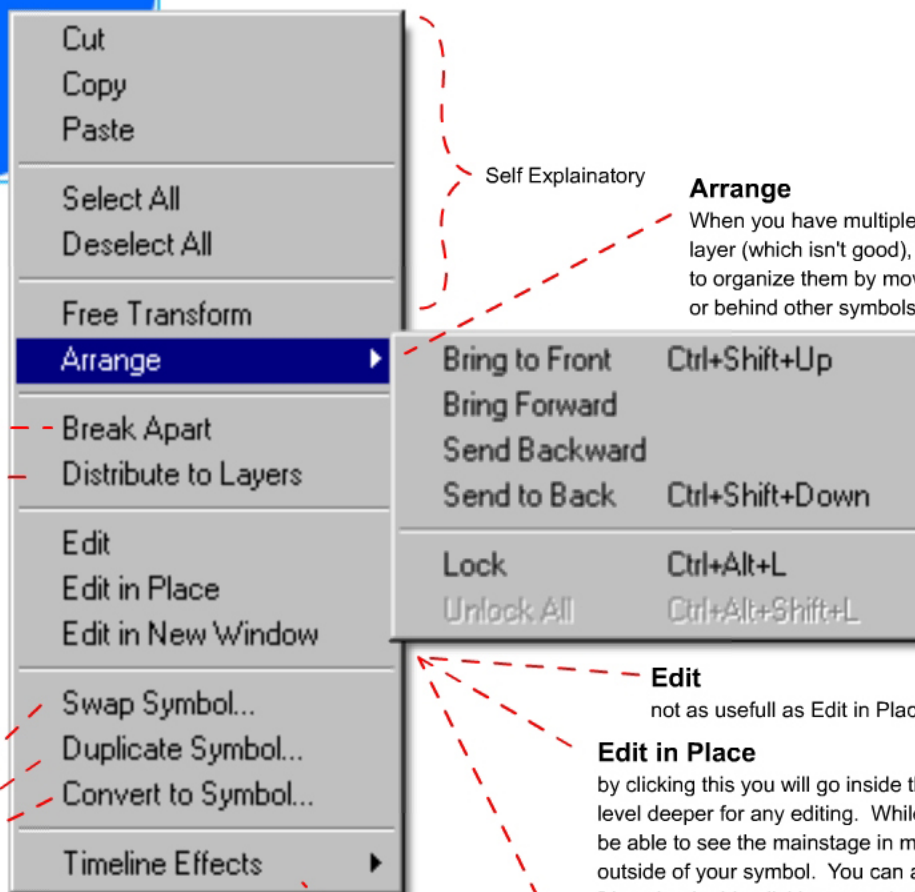 Cut
Copy
Paste
Select All
Deselect All
Free Transform
Arrange
Break Apart
Distribute to Layers
Edit
Edit in Place
Edit in New Window
Swap Symbol...
Duplicate Symbol...
Convert to Symbol...
Timeline Effects
Self Explainatory
Arrange
When you have multiple
layer (which isn't good),
to organize them by mov
or behind other symbols
Bring to Front Ctrl+Shift+Up
Bring Forward
Send Backward
Send to Back Ctrl+Shift+Down
Lock Ctrl+Alt+L
Unlock All Ctrl+Alt+Shift+L
Edit
not as usefull as Edit in Plac
Edit in Place
by clicking this you will go inside th
level deeper for any editing. While
be able to see the mainstage in m
outside of your symbol. You can a